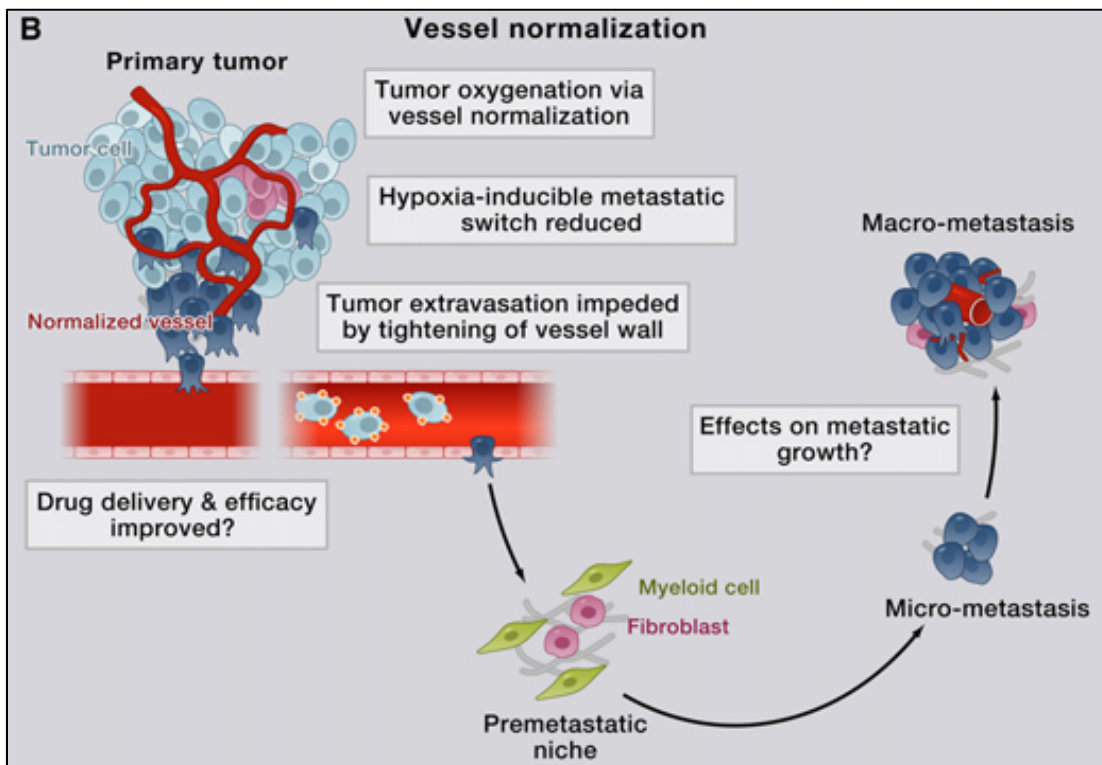 B
Vessel normalization
Primary tumor
Tumor oxygenation via
vessel normalization
Tumor cell
Hypoxia-inducible metastatic
switch reduced
Macro-metastasis
Tumor extravasation impeded
by tightening of vessel wall
Normalized vessel
Effects on metastatic
growth?
Drug delivery & efficacy
improved?
Myeloid cell
Fibroblast
Micro-metastasis
Premetastatic
niche